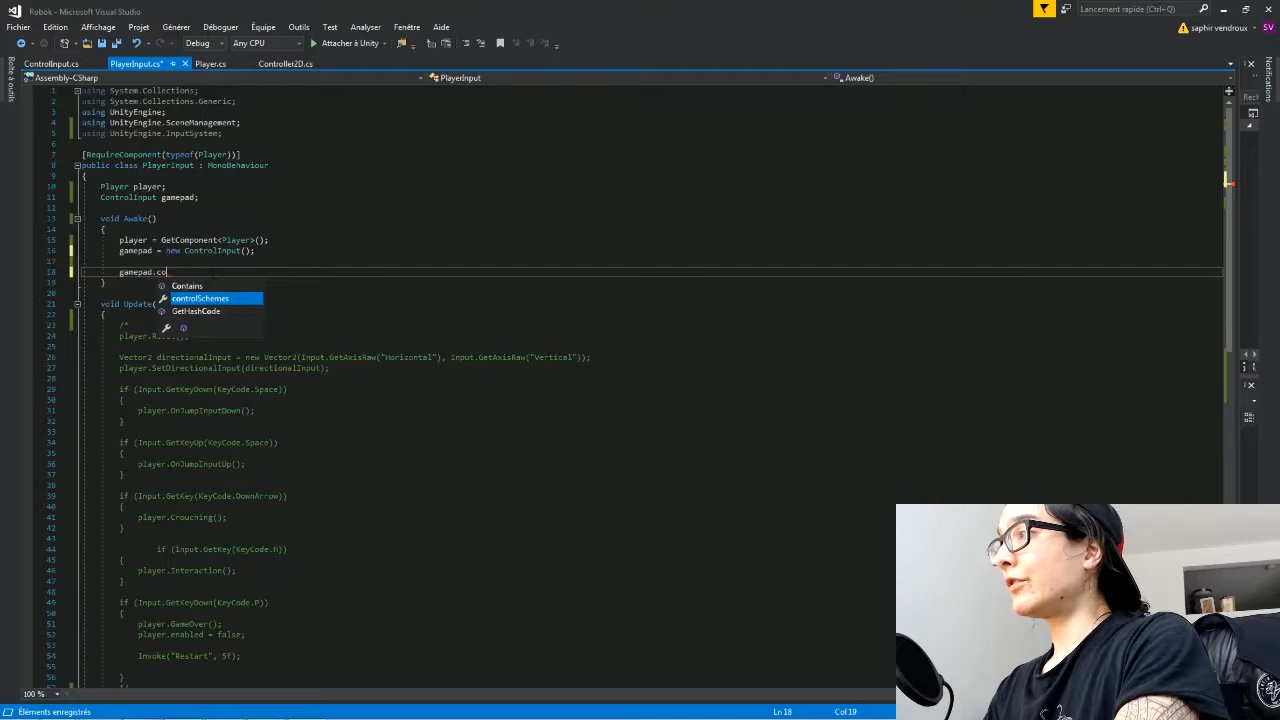 Robok - Microsoft Visual Studio
Lancement rapide (Ctrl+Q)
Fichier Edition Affichage Projet Générer Déboguer Équipe Outils Test Analyser Fenêtre Aide
saphir vendroux SV
Debug Any CPU Attacher à Unity
ControlInput.cs PlayerInput.cs* Player.cs Controller2D.cs
Assembly-CSharp PlayerInput Awake()
Boîte à outils
Notifications
Rech
1 using System.Collections;
2 using System.Collections.Generic;
3 using UnityEngine;
4 using UnityEngine.SceneManagement;
5 using UnityEngine.InputSystem;
6
7 [RequireComponent(typeof(Player))]
8 public class PlayerInput : MonoBehaviour
9 {
10 Player player;
11 ControlInput gamepad;
12
13 void Awake()
14 {
15 player = GetComponent<Player>();
16 gamepad = new ControlInput();
17
18 gamepad.co
Contains
19 }
controlSchemes
20
GetHashCode
21 void Update(
22 {
23 /*
24
25
26 Vector2 directionalInput = new Vector2(Input.GetAxisRaw("Horizontal"), Input.GetAxisRaw("Vertical"));
27 player.SetDirectionalInput(directionalInput);
28
29 if (Input.GetKeyDown(KeyCode.Space))
30 {
31 player.OnJumpInputDown();
32 }
33
34 if (Input.GetKeyUp(KeyCode.Space))
35 {
36 player.OnJumpInputUp();
37 }
38
39 if (Input.GetKey(KeyCode.DownArrow))
40 {
41 player.Crouching();
42 }
43
44 if (Input.GetKey(KeyCode.H))
45 {
46 player.Interaction();
47 }
48
49 if (Input.GetKeyDown(KeyCode.P))
50 {
51 player.GameOver();
52 player.enabled = false;
53
54 Invoke("Restart", 5f);
55
56 }
57 */
100 %
Éléments enregistrés Ln 18 Col 19